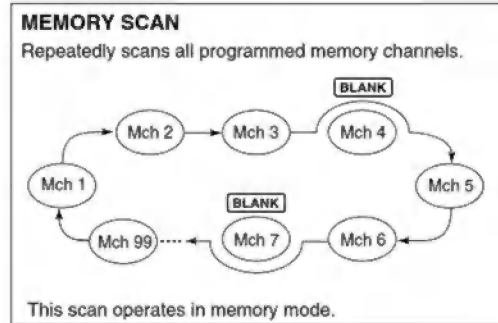 MEMORY SCAN
Repeatedly scans all programmed memory channels.
BLANK
Mch 2
Mch 3
Mch 4
Mch 1
Mch 5
BLANK
Mch 99
Mch 7
Mch 6
This scan operates in memory mode.